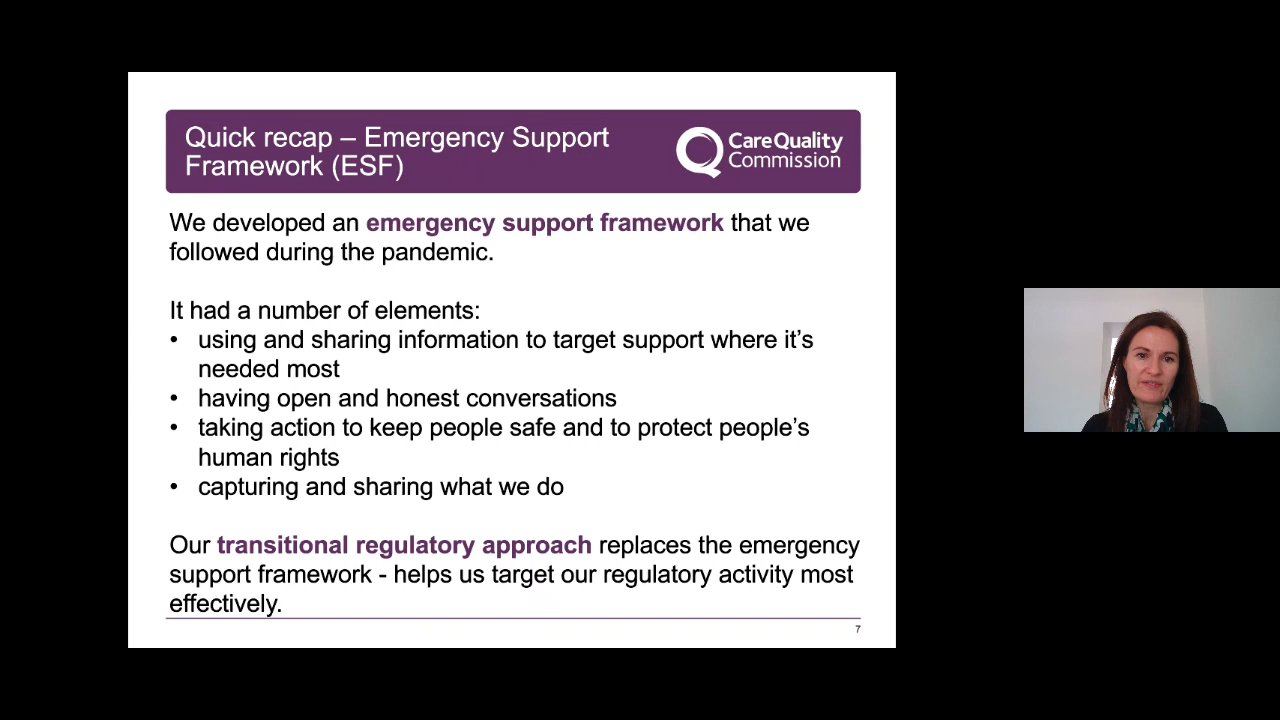 Quick recap – Emergency Support
Framework (ESF)
CareQuality
Commission
We developed an emergency support framework that we
followed during the pandemic.
It had a number of elements:
• using and sharing information to target support where it’s
needed most
• having open and honest conversations
• taking action to keep people safe and to protect people’s
human rights
• capturing and sharing what we do
Our transitional regulatory approach replaces the emergency
support framework - helps us target our regulatory activity most
effectively.
7